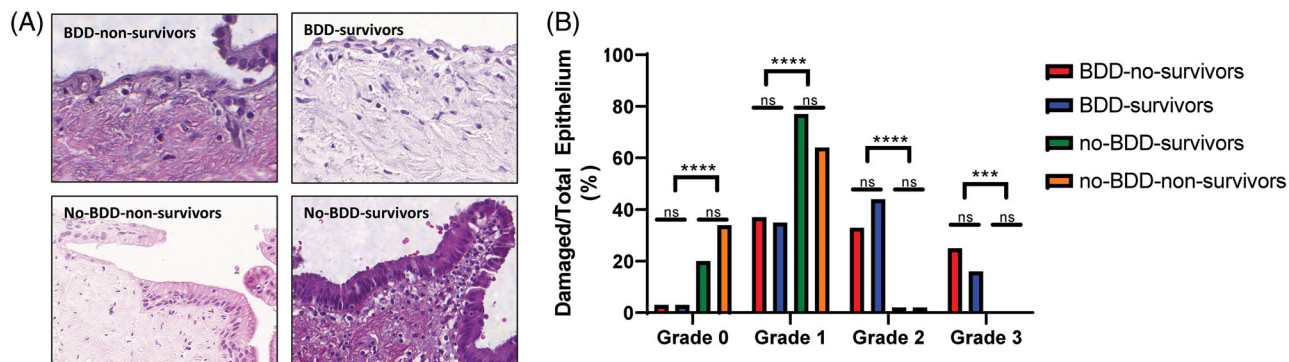 (A)
BDD-non-survivors
BDD-survivors
No-BDD-non-survivors
No-BDD-survivors
(B)
Damaged/Total Epithelium
(%)
100
80
60
40
20
0
ns
ns
****
ns
ns
****
ns
ns
****
ns
ns
***
Grade 0
Grade 1
Grade 2
Grade 3
BDD-no-survivors
BDD-survivors
no-BDD-survivors
no-BDD-non-survivors